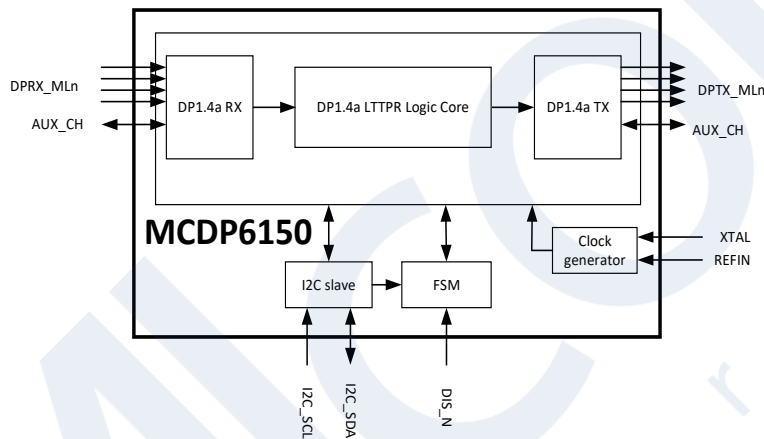 DPRX_MLn
AUX_CH
DP1.4a RX
DP1.4a LTTPR Logic Core
DP1.4a TX
DPTX_MLn
AUX_CH
MCDP6150
Clock
generator
XTAL
REFIN
I2C slave
FSM
I2C_SCL
I2C_SDA
DIS_N